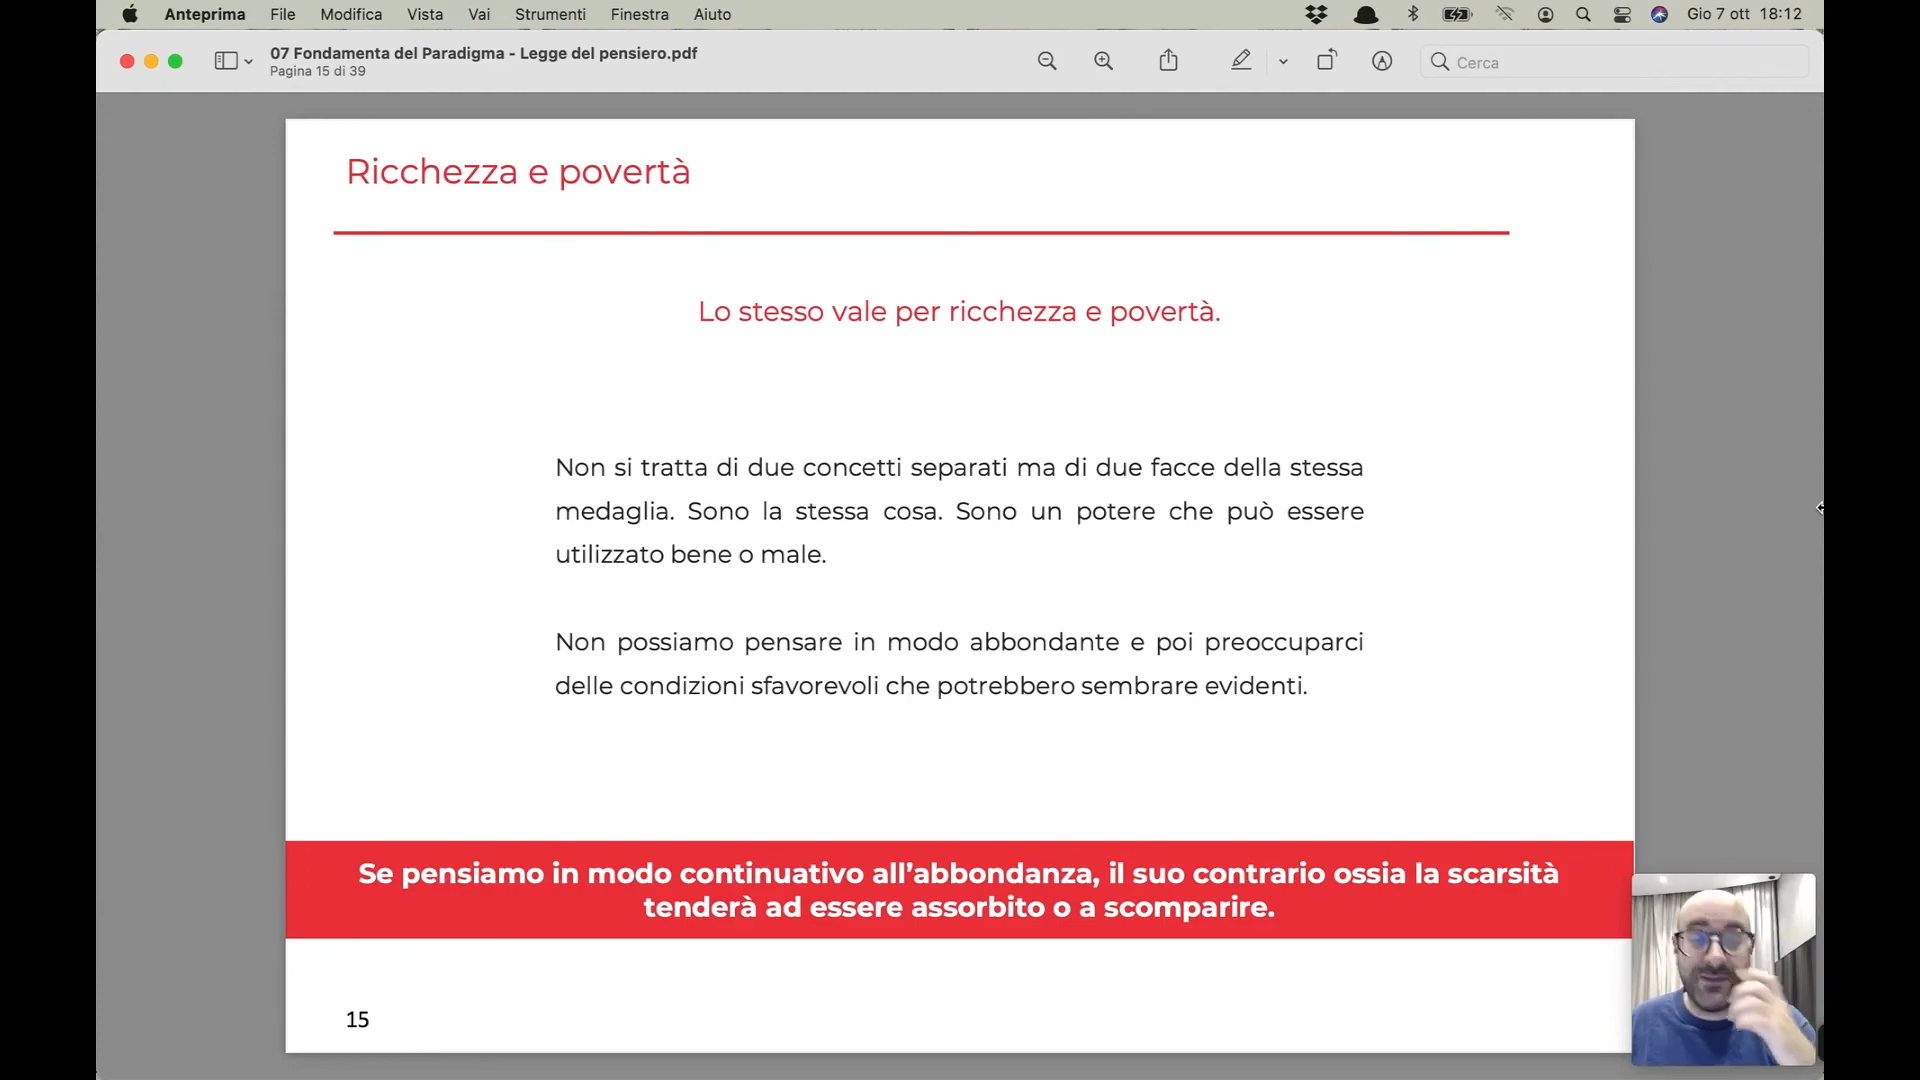 Anteprima File Modifica Vista Vai Strumenti Finestra Aiuto Gio 7 ott 18:12
07 Fondamenta del Paradigma - Legge del pensiero.pdf
Pagina 15 di 39
Cerca
Ricchezza e povertà
Lo stesso vale per ricchezza e povertà.
Non si tratta di due concetti separati ma di due facce della stessa
medaglia. Sono la stessa cosa. Sono un potere che può essere
utilizzato bene o male.
Non possiamo pensare in modo abbondante e poi preoccuparci
delle condizioni sfavorevoli che potrebbero sembrare evidenti.
Se pensiamo in modo continuativo all’abbondanza, il suo contrario ossia la scarsità
tenderà ad essere assorbito o a scomparire.
15